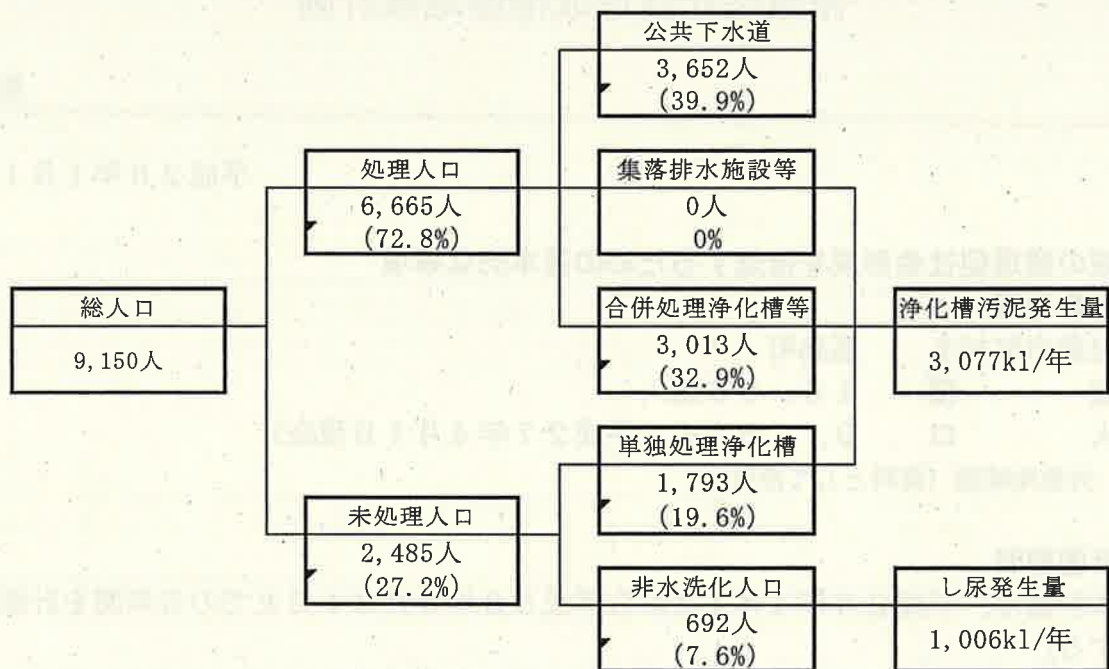 公共下水道
3,652人
(39.9%)
処理人口
6,665人
(72.8%)
集落排水施設等
0人
0%
総人口
9,150人
合併処理浄化槽等
3,013人
(32.9%)
浄化槽汚泥発生量
3,077kl/年
単独処理浄化槽
1,793人
(19.6%)
未処理人口
2,485人
(27.2%)
非水洗化人口
692人
(7.6%)
し尿発生量
1,006kl/年